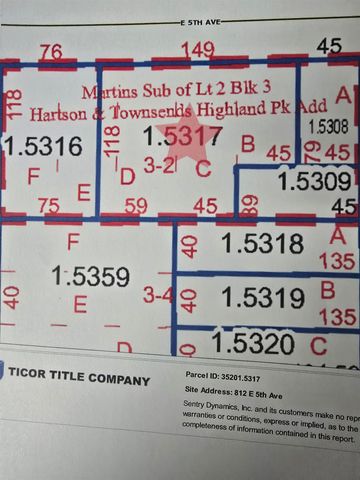 E 5TH AVE
76 149 45
Martins Sub of Lt 2 Blk 3
Hartson & Townsends Highland Pk Add
118 118 A
1.5316 1.5317 1.5308
B 45 79 45
F D 3-2 C 1.5309
E
75 59 45 89 45
F 40 1.5318 A
135
1.5359
40 E 3-4 40 1.5319 B
135
D 1.5320 C
TICOR TITLE COMPANY
Parcel ID: 35201.5317
Site Address: 812 E 5th Ave
Sentry Dynamics, Inc. and its customers make no repr
warranties or conditions, express or implied, as to the
completeness of information contained in this report.